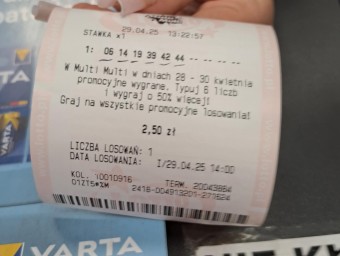 29.04.25 13:22:57
STAWKA x1
1: 06 14 19 39 42 44 -- -- -- --
W Multi Multi w dniach 28 - 30 kwietnia
promocyjne wygrane. Typuj 6 liczb
i wygraj o 50% więcej!
Graj na wszystkie promocyjne losowania!
2,50 zł
LICZBA LOSOWAŃ: 1
DATA LOSOWANIA: I/29.04.25 14:00
KOL. 10010916 TERM. 20043884
VARTA
VARTA